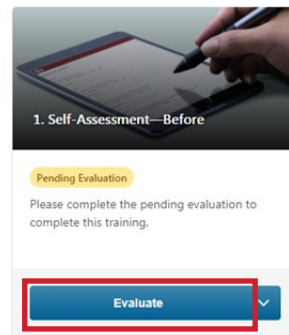 1. Self-Assessment—Before
Pending Evaluation
Please complete the pending evaluation to
complete this training.
Evaluate